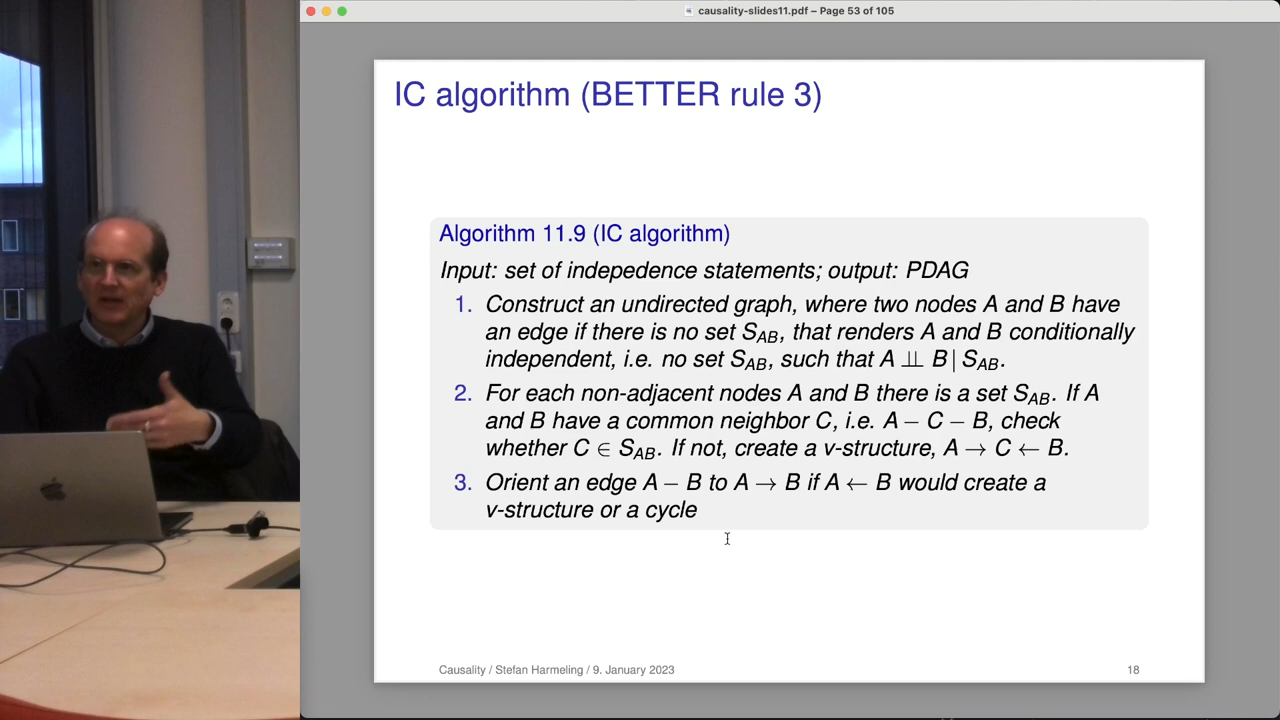 causality-slides11.pdf – Page 53 of 105
IC algorithm (BETTER rule 3)
Algorithm 11.9 (IC algorithm)
Input: set of indepedence statements; output: PDAG
1. Construct an undirected graph, where two nodes A and B have
an edge if there is no set S_AB, that renders A and B conditionally
independent, i.e. no set S_AB, such that A ⫫ B | S_AB.
2. For each non-adjacent nodes A and B there is a set S_AB. If A
and B have a common neighbor C, i.e. A − C − B, check
whether C ∈ S_AB. If not, create a v-structure, A → C ← B.
3. Orient an edge A − B to A → B if A ← B would create a
v-structure or a cycle
Causality / Stefan Harmeling / 9. January 2023
18